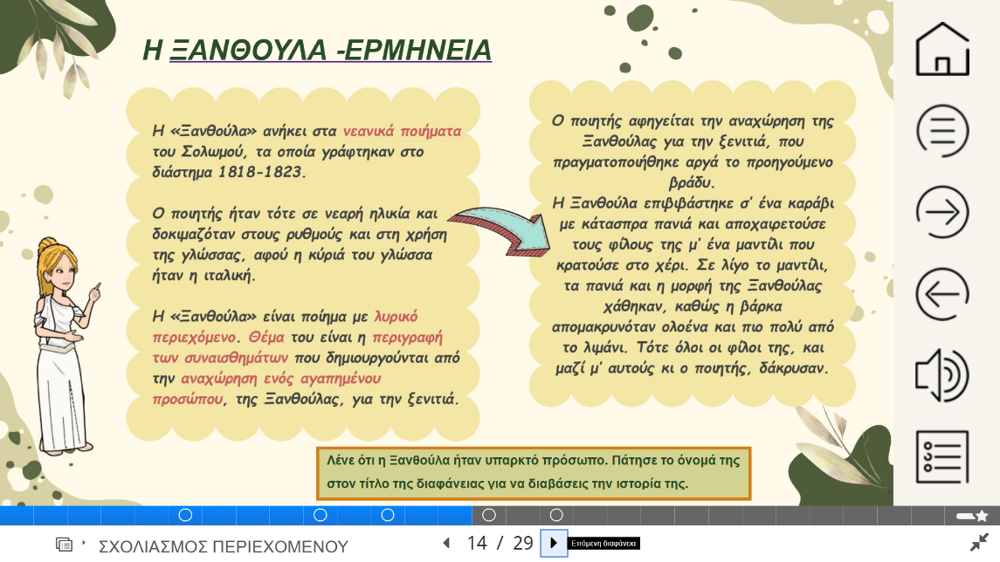 Η ΞΑΝΘΟΥΛΑ -ΕΡΜΗΝΕΙΑ
Η «Ξανθούλα» ανήκει στα νεανικά ποιήματα
του Σολωμού, τα οποία γράφτηκαν στο
διάστημα 1818-1823.
Ο ποιητής ήταν τότε σε νεαρή ηλικία και
δοκιμαζόταν στους ρυθμούς και στη χρήση
της γλώσσας, αφού η κύριά του γλώσσα
ήταν η ιταλική.
Η «Ξανθούλα» είναι ποίημα με λυρικό
περιεχόμενο. Θέμα του είναι η περιγραφή
των συναισθημάτων που δημιουργούνται από
την αναχώρηση ενός αγαπημένου
προσώπου, της Ξανθούλας, για την ξενιτιά.
Ο ποιητής αφηγείται την αναχώρηση της
Ξανθούλας για την ξενιτιά, που
πραγματοποιήθηκε αργά το προηγούμενο
βράδυ.
Η Ξανθούλα επιβιβάστηκε σ' ένα καράβι
με κάτασπρα πανιά και αποχαιρετούσε
τους φίλους της μ' ένα μαντίλι που
κρατούσε στο χέρι. Σε λίγο το μαντίλι,
τα πανιά και η μορφή της Ξανθούλας
χάθηκαν, καθώς η βάρκα
απομακρυνόταν ολοένα και πιο πολύ από
το λιμάνι. Τότε όλοι οι φίλοι της, και
μαζί μ' αυτούς κι ο ποιητής, δάκρυσαν.
Λένε ότι η Ξανθούλα ήταν υπαρκτό πρόσωπο. Πάτησε το όνομά της
στον τίτλο της διαφάνειας για να διαβάσεις την ιστορία της.
ΣΧΟΛΙΑΣΜΟΣ ΠΕΡΙΕΧΟΜΕΝΟΥ
14 / 29
Επόμενη διαφάνεια